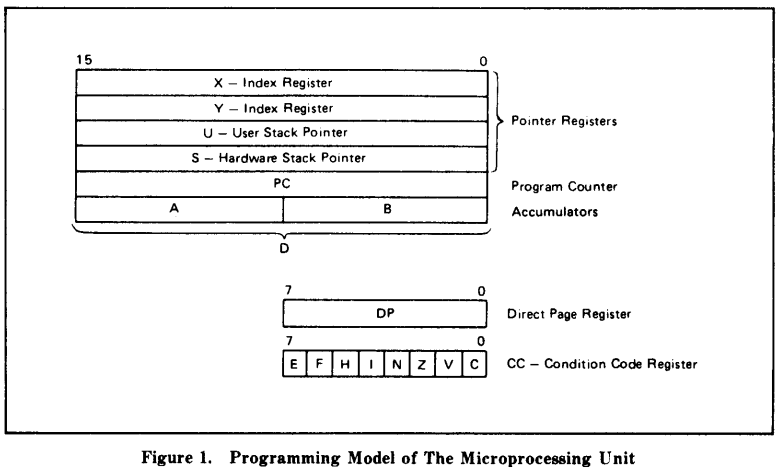 15 0
X – Index Register
Y – Index Register
U – User Stack Pointer
S – Hardware Stack Pointer
Pointer Registers
PC Program Counter
A B Accumulators
D
7 0
DP Direct Page Register
7 0
E F H I N Z V C CC – Condition Code Register
Figure 1. Programming Model of The Microprocessing Unit